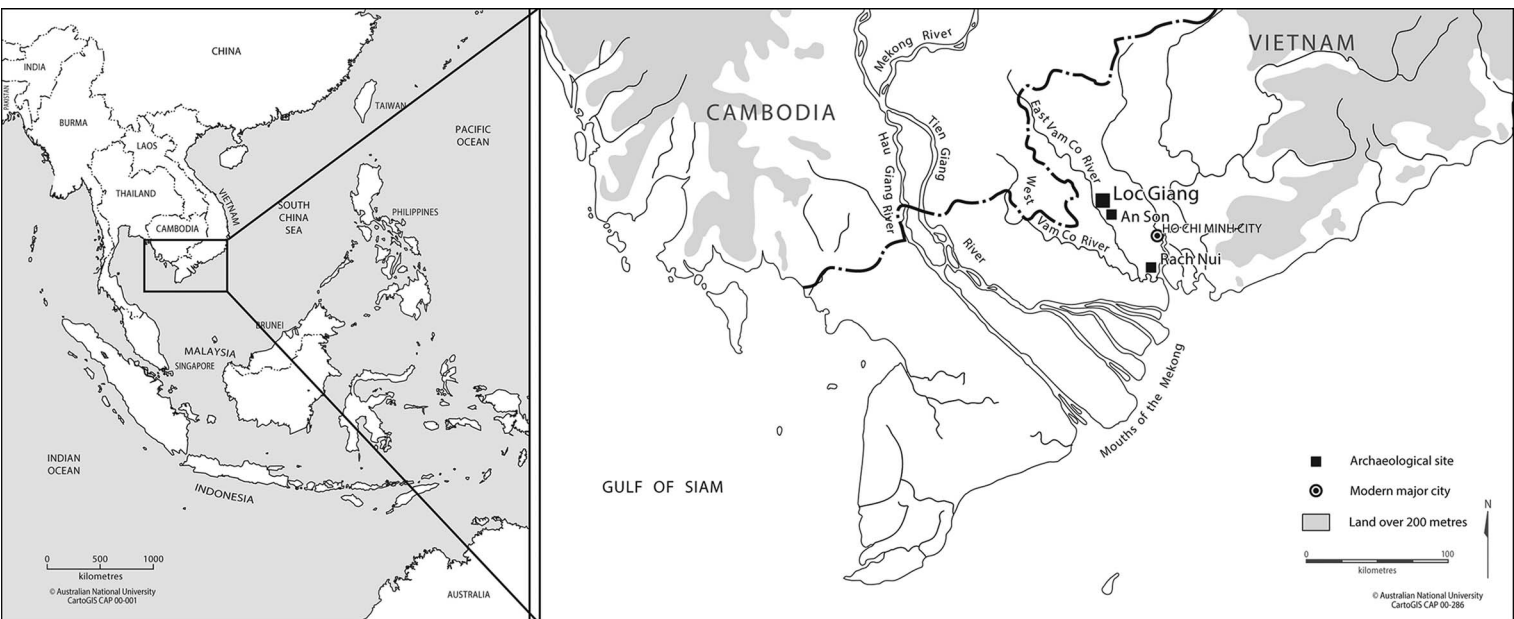 CHINA
INDIA
PAKISTAN
TAIWAN
BURMA
PACIFIC
OCEAN
LAOS
THAILAND
VIETNAM
SOUTH
CHINA
SEA
PHILIPPINES
CAMBODIA
BRUNEI
MALAYSIA
SINGAPORE
INDIAN
OCEAN
INDONESIA
0 500 1000
kilometres
© Australian National University
CartoGIS CAP 00-001
AUSTRALIA
VIETNAM
Mekong River
CAMBODIA
East Vam Co River
Tien Giang
River
Hau Giang River
West
Vam Co River
Loc Giang
An Son
HO CHI MINH CITY
Rach Nui
Mouths of the Mekong
GULF OF SIAM
Archaeological site
Modern major city
Land over 200 metres
N
0 100
kilometres
© Australian National University
CartoGIS CAP 00-286